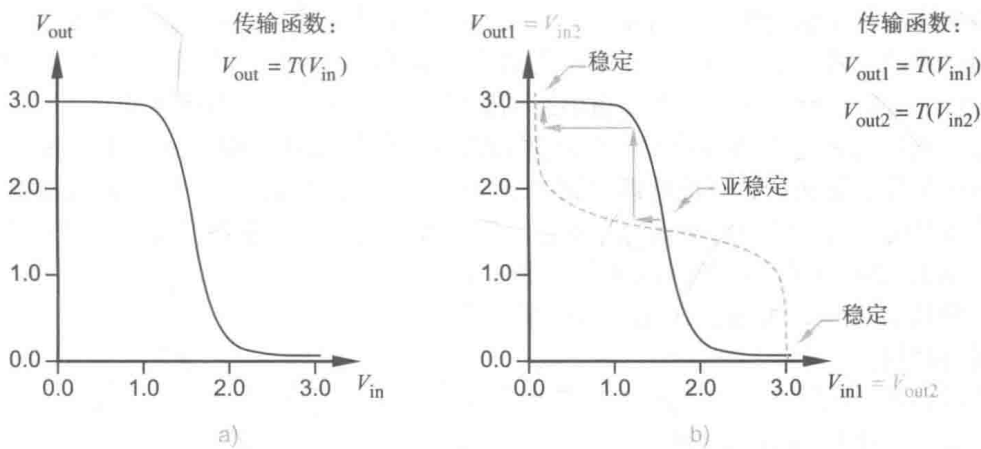 V_out
传输函数：
V_out = T(V_in)
3.0
2.0
1.0
0.0
0.0 1.0 2.0 3.0 V_in
a)
V_out1 = V_in2
传输函数：
V_out1 = T(V_in1)
V_out2 = T(V_in2)
稳定
3.0
亚稳定
2.0
1.0
稳定
0.0
0.0 1.0 2.0 3.0 V_in1 = V_out2
b)